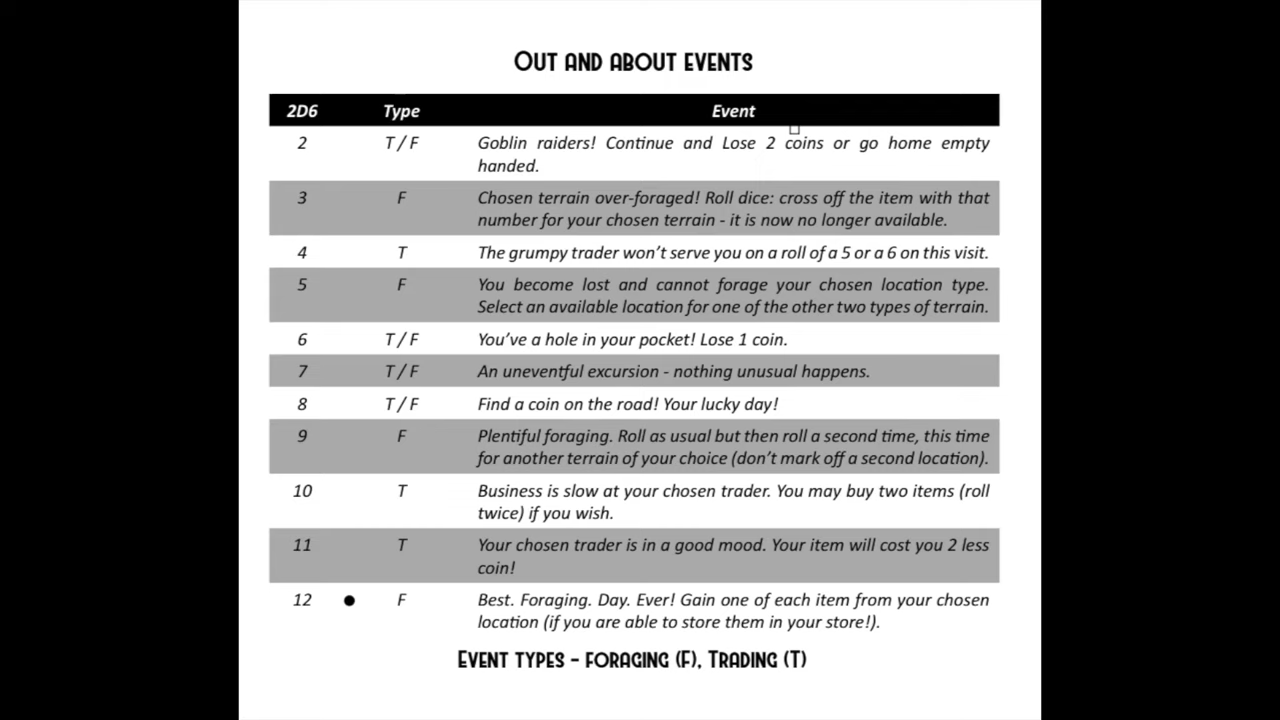 Out and about events
2D6 Type Event
2 T / F Goblin raiders! Continue and Lose 2 coins or go home empty
handed.
3 F Chosen terrain over-foraged! Roll dice: cross off the item with that
number for your chosen terrain - it is now no longer available.
4 T The grumpy trader won't serve you on a roll of a 5 or a 6 on this visit.
5 F You become lost and cannot forage your chosen location type.
Select an available location for one of the other two types of terrain.
6 T / F You've a hole in your pocket! Lose 1 coin.
7 T / F An uneventful excursion - nothing unusual happens.
8 T / F Find a coin on the road! Your lucky day!
9 F Plentiful foraging. Roll as usual but then roll a second time, this time
for another terrain of your choice (don't mark off a second location).
10 T Business is slow at your chosen trader. You may buy two items (roll
twice) if you wish.
11 T Your chosen trader is in a good mood. Your item will cost you 2 less
coin!
12 ● F Best. Foraging. Day. Ever! Gain one of each item from your chosen
location (if you are able to store them in your store!).
Event types - foraging (F), Trading (T)